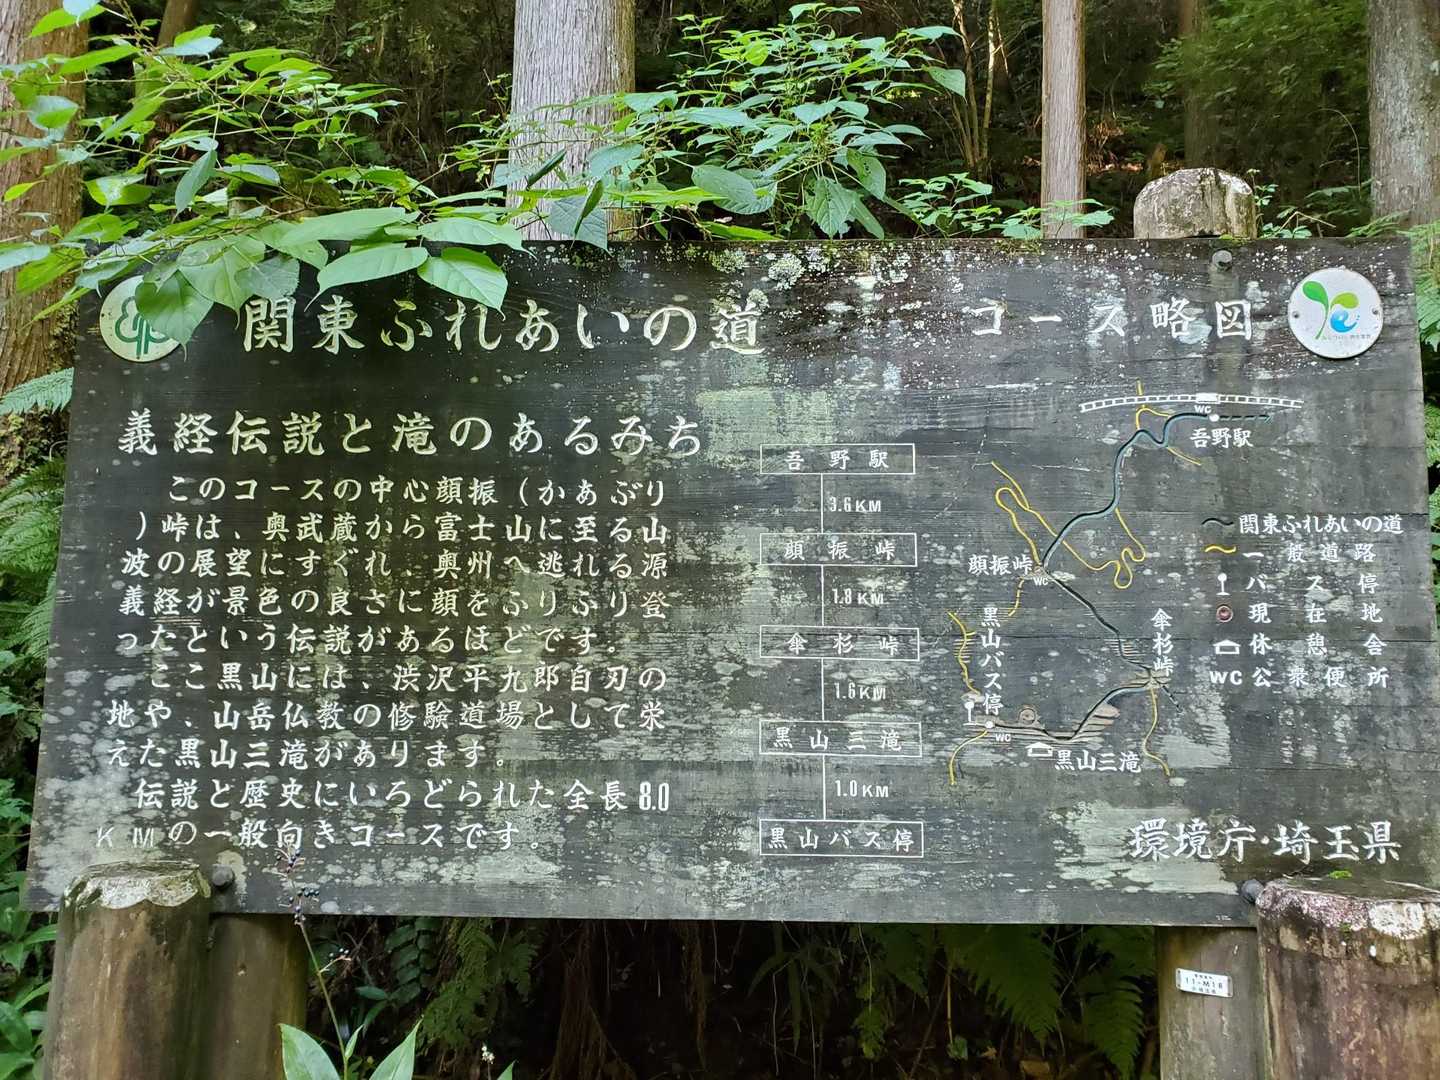 関東ふれあいの道
コース略図
義経伝説と滝のあるみち
このコースの中心顔振(かあぶり
)峠は、奥武蔵から富士山に至る山
波の展望にすぐれ、奥州へ逃れる源
義経が景色の良さに顔をふりふり登
ったという伝説があるほどです。
ここ黒山には、渋沢平九郎自刃の
地や、山岳仏教の修験道場として栄
えた黒山三滝があります。
伝説と歴史にいろどられた全長8.0
KMの一般向きコースです。
吾野駅
3.6KM
顔振峠
1.8KM
傘杉峠
1.6KM
黒山三滝
1.0KM
黒山バス停
WC
吾野駅
顔振峠
WC
黒山バス停
傘杉峠
WC
黒山三滝
関東ふれあいの道
一般道路
バス停
現在地
休憩舎
WC 公衆便所
環境庁・埼玉県
11-M18